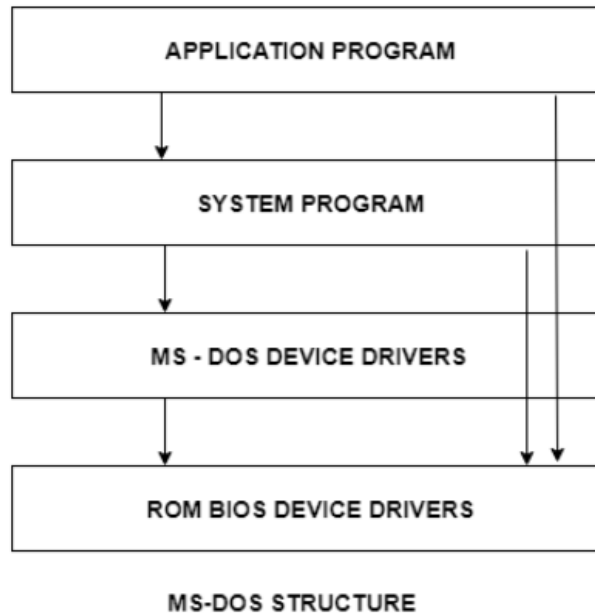 APPLICATION PROGRAM
SYSTEM PROGRAM
MS - DOS DEVICE DRIVERS
ROM BIOS DEVICE DRIVERS
MS-DOS STRUCTURE